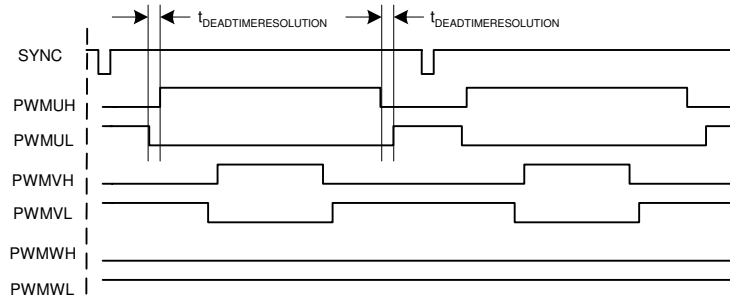 tDEADTIMERESOLUTION tDEADTIMERESOLUTION
SYNC
PWMUH
PWMUL
PWMVH
PWMVL
PWMWH
PWMWL